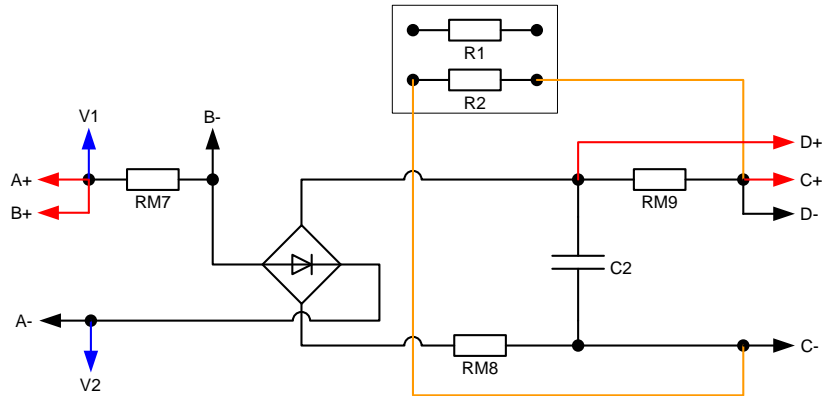 R1
R2
V1
B-
D+
A+
RM7
RM9
C+
B+
D-
C2
A-
RM8
C-
V2